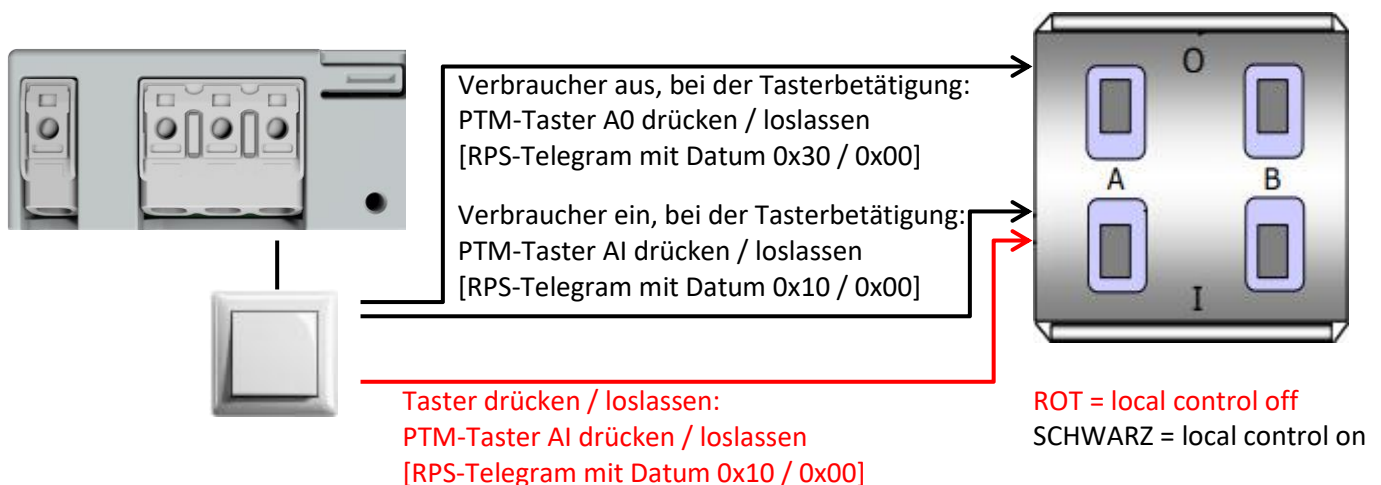 Verbraucher aus, bei der Tasterbetätigung:
PTM-Taster A0 drücken / loslassen
[RPS-Telegram mit Datum 0x30 / 0x00]
Verbraucher ein, bei der Tasterbetätigung:
PTM-Taster AI drücken / loslassen
[RPS-Telegram mit Datum 0x10 / 0x00]
Taster drücken / loslassen:
PTM-Taster AI drücken / loslassen
[RPS-Telegram mit Datum 0x10 / 0x00]
O
A B
I
ROT = local control off
SCHWARZ = local control on